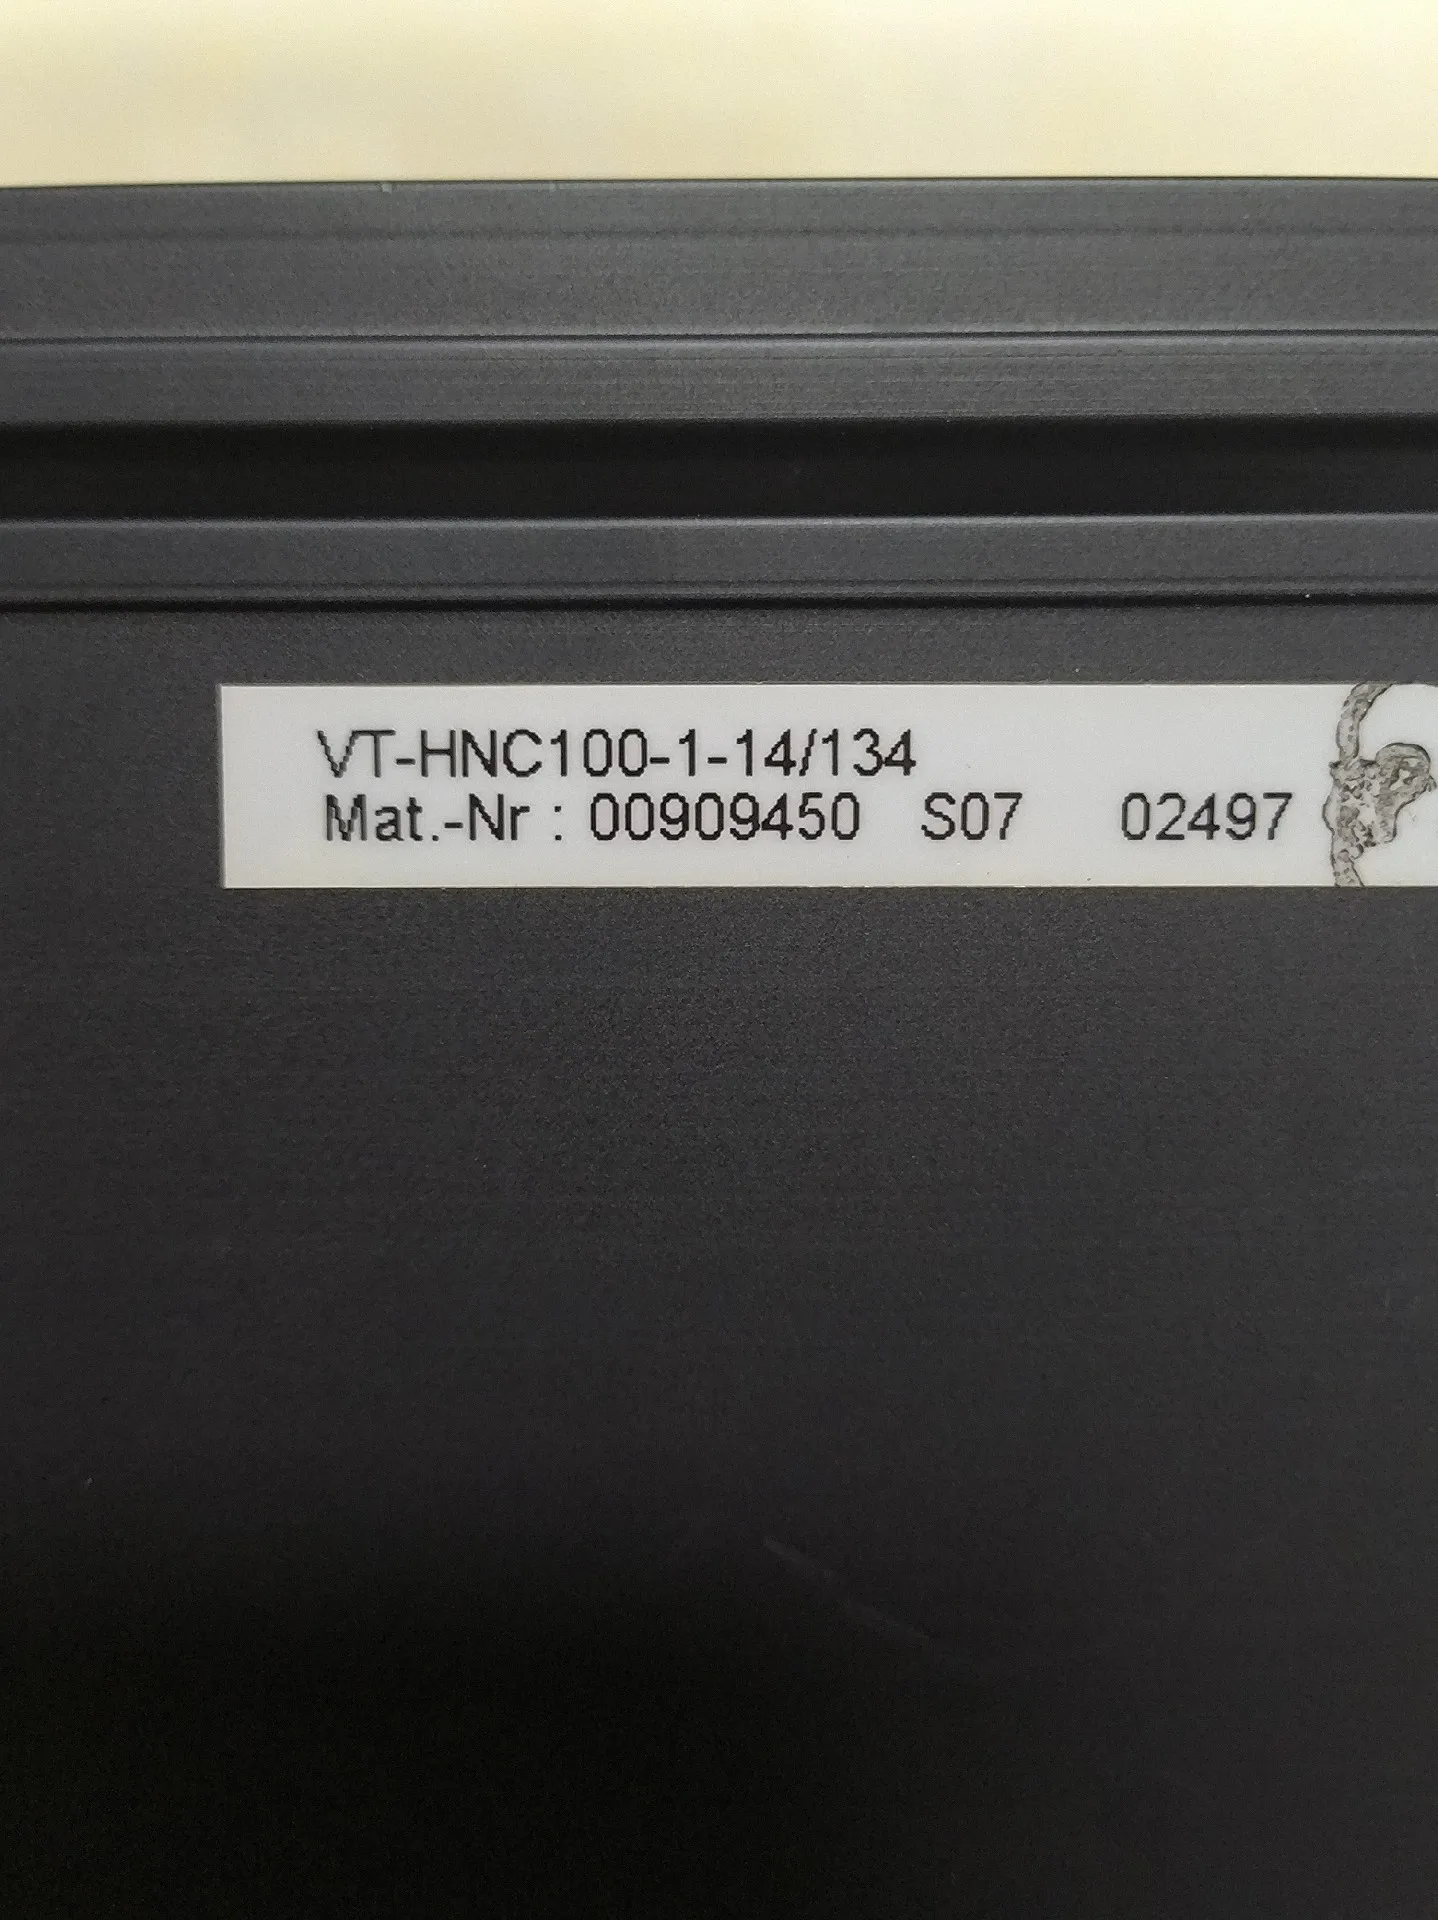 VT-HNC100-1-14/134
Mat.-Nr : 00909450 S07 02497